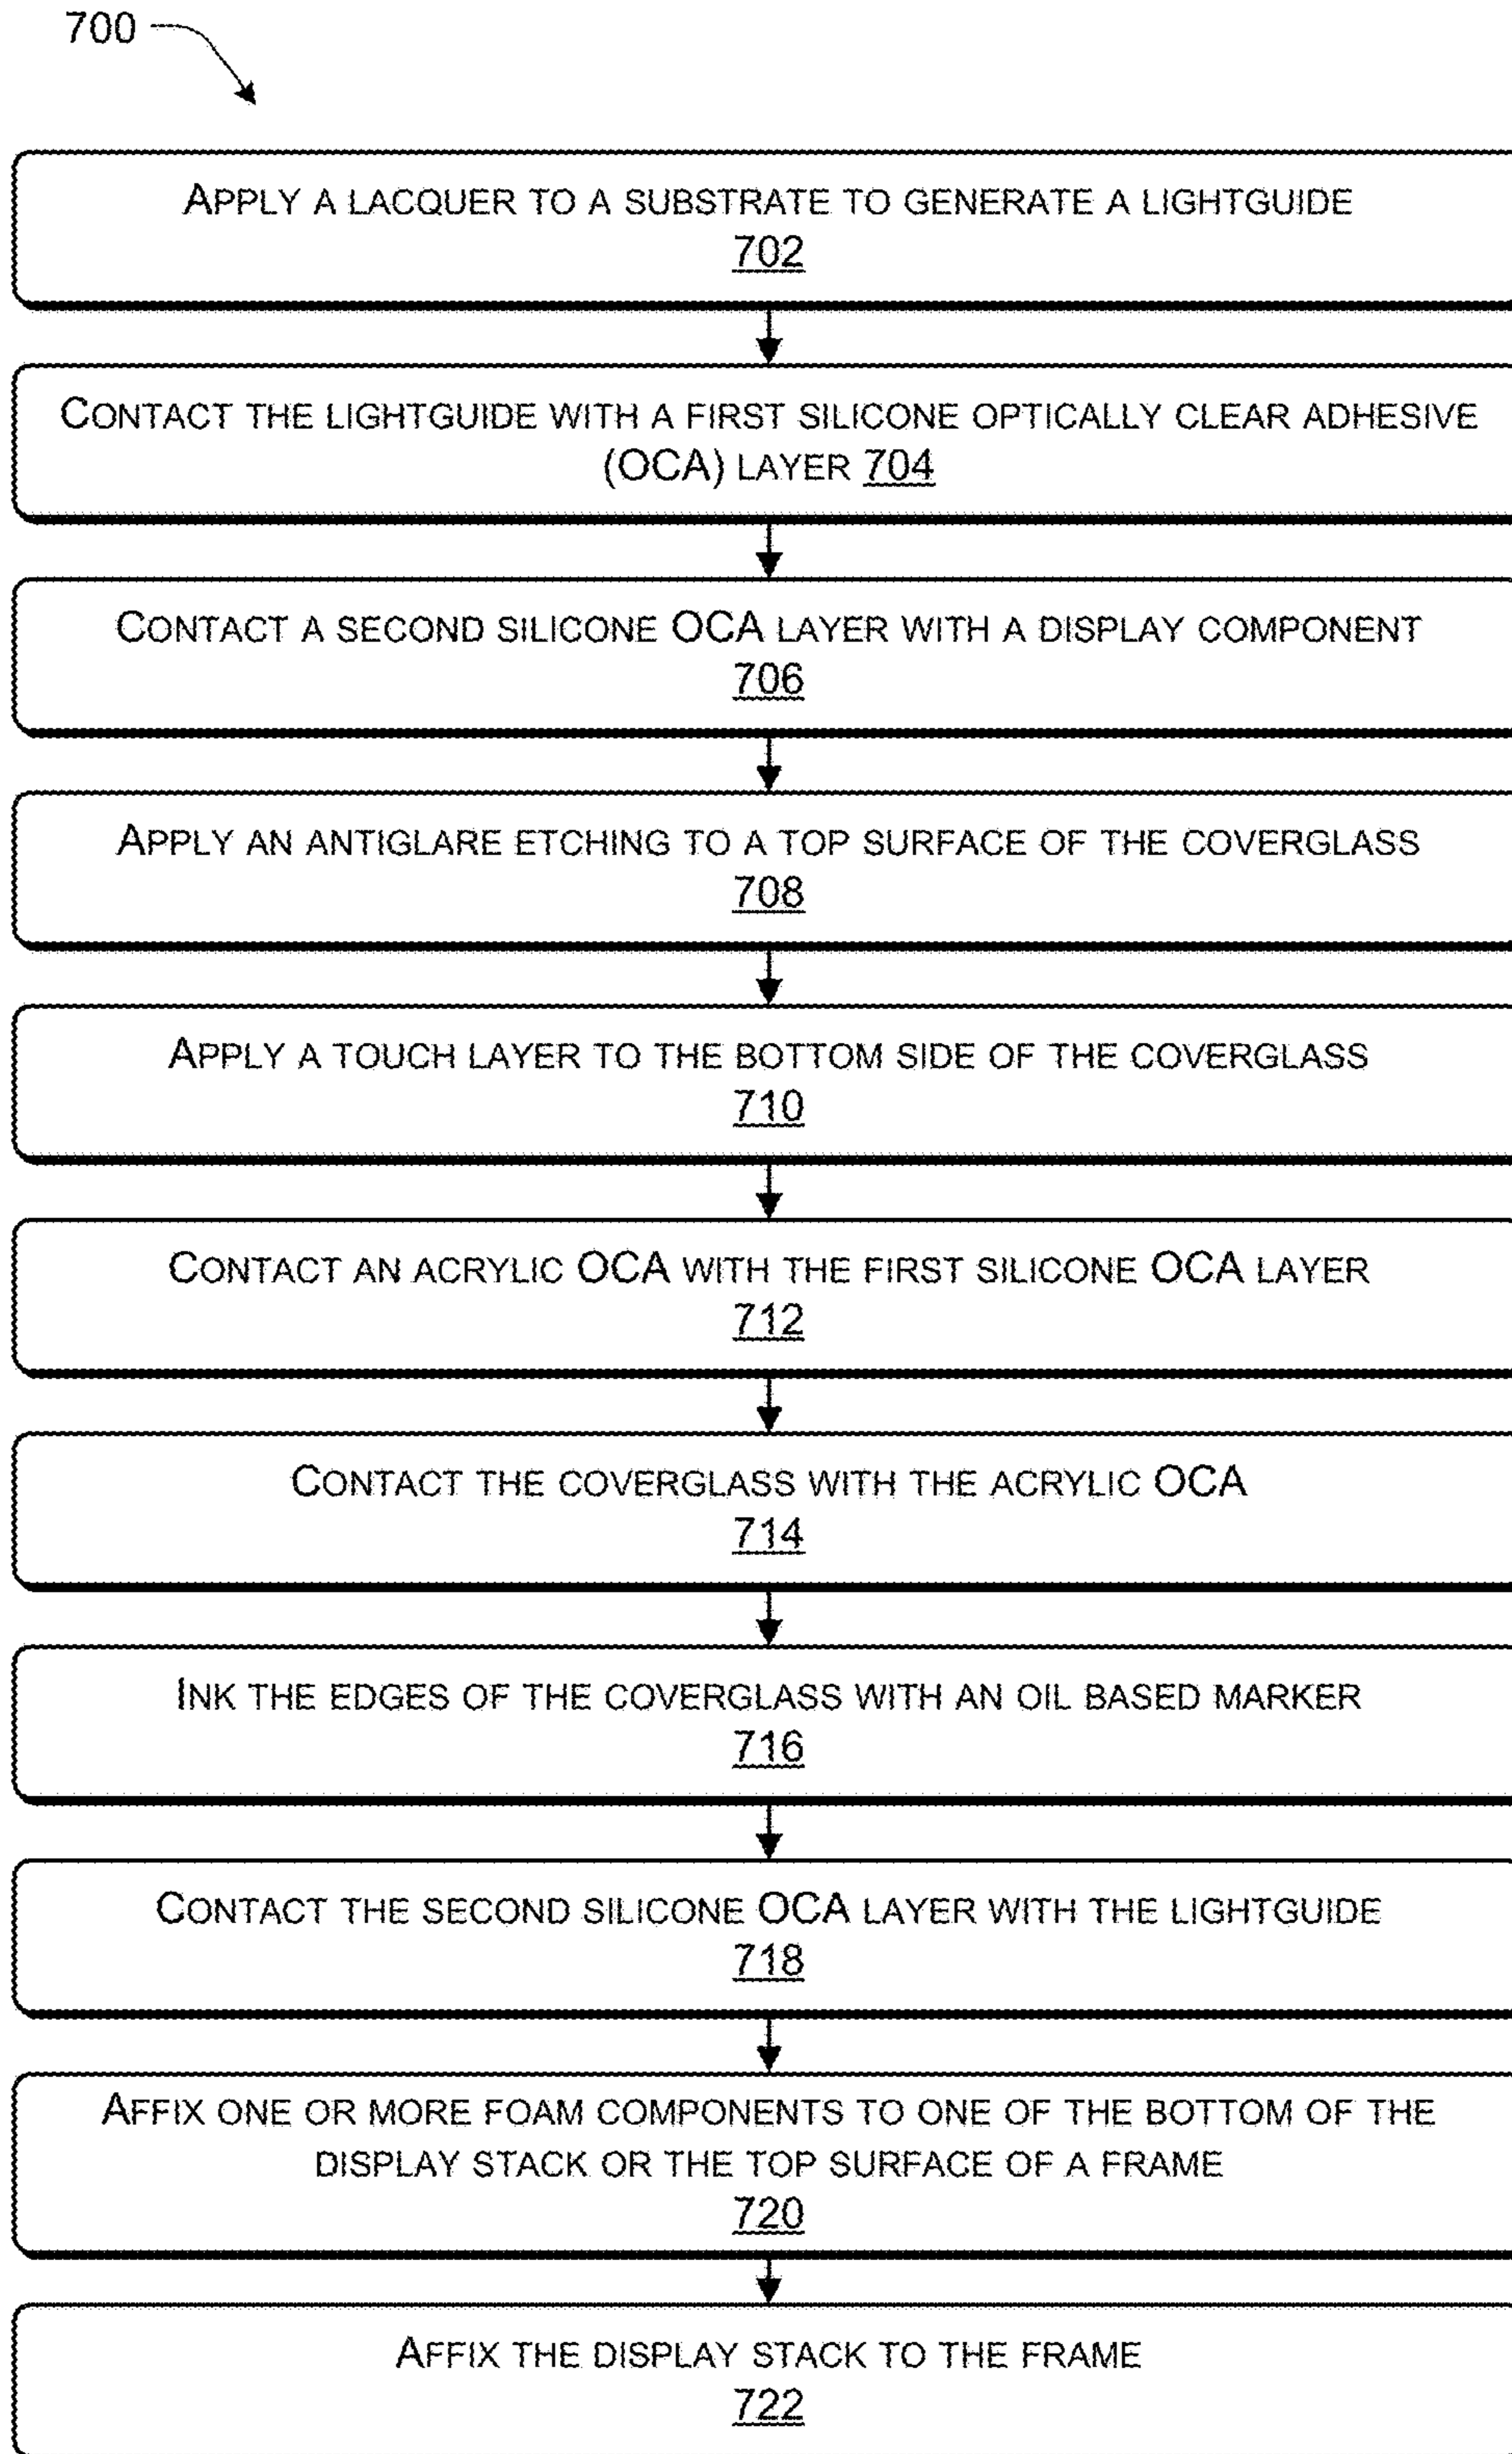 700
APPLY A LACQUER TO A SUBSTRATE TO GENERATE A LIGHTGUIDE
702
CONTACT THE LIGHTGUIDE WITH A FIRST SILICONE OPTICALLY CLEAR ADHESIVE
(OCA) LAYER 704
CONTACT A SECOND SILICONE OCA LAYER WITH A DISPLAY COMPONENT
706
APPLY AN ANTIGLARE ETCHING TO A TOP SURFACE OF THE COVERGLASS
708
APPLY A TOUCH LAYER TO THE BOTTOM SIDE OF THE COVERGLASS
710
CONTACT AN ACRYLIC OCA WITH THE FIRST SILICONE OCA LAYER
712
CONTACT THE COVERGLASS WITH THE ACRYLIC OCA
714
INK THE EDGES OF THE COVERGLASS WITH AN OIL BASED MARKER
716
CONTACT THE SECOND SILICONE OCA LAYER WITH THE LIGHTGUIDE
718
AFFIX ONE OR MORE FOAM COMPONENTS TO ONE OF THE BOTTOM OF THE
DISPLAY STACK OR THE TOP SURFACE OF A FRAME
720
AFFIX THE DISPLAY STACK TO THE FRAME
722